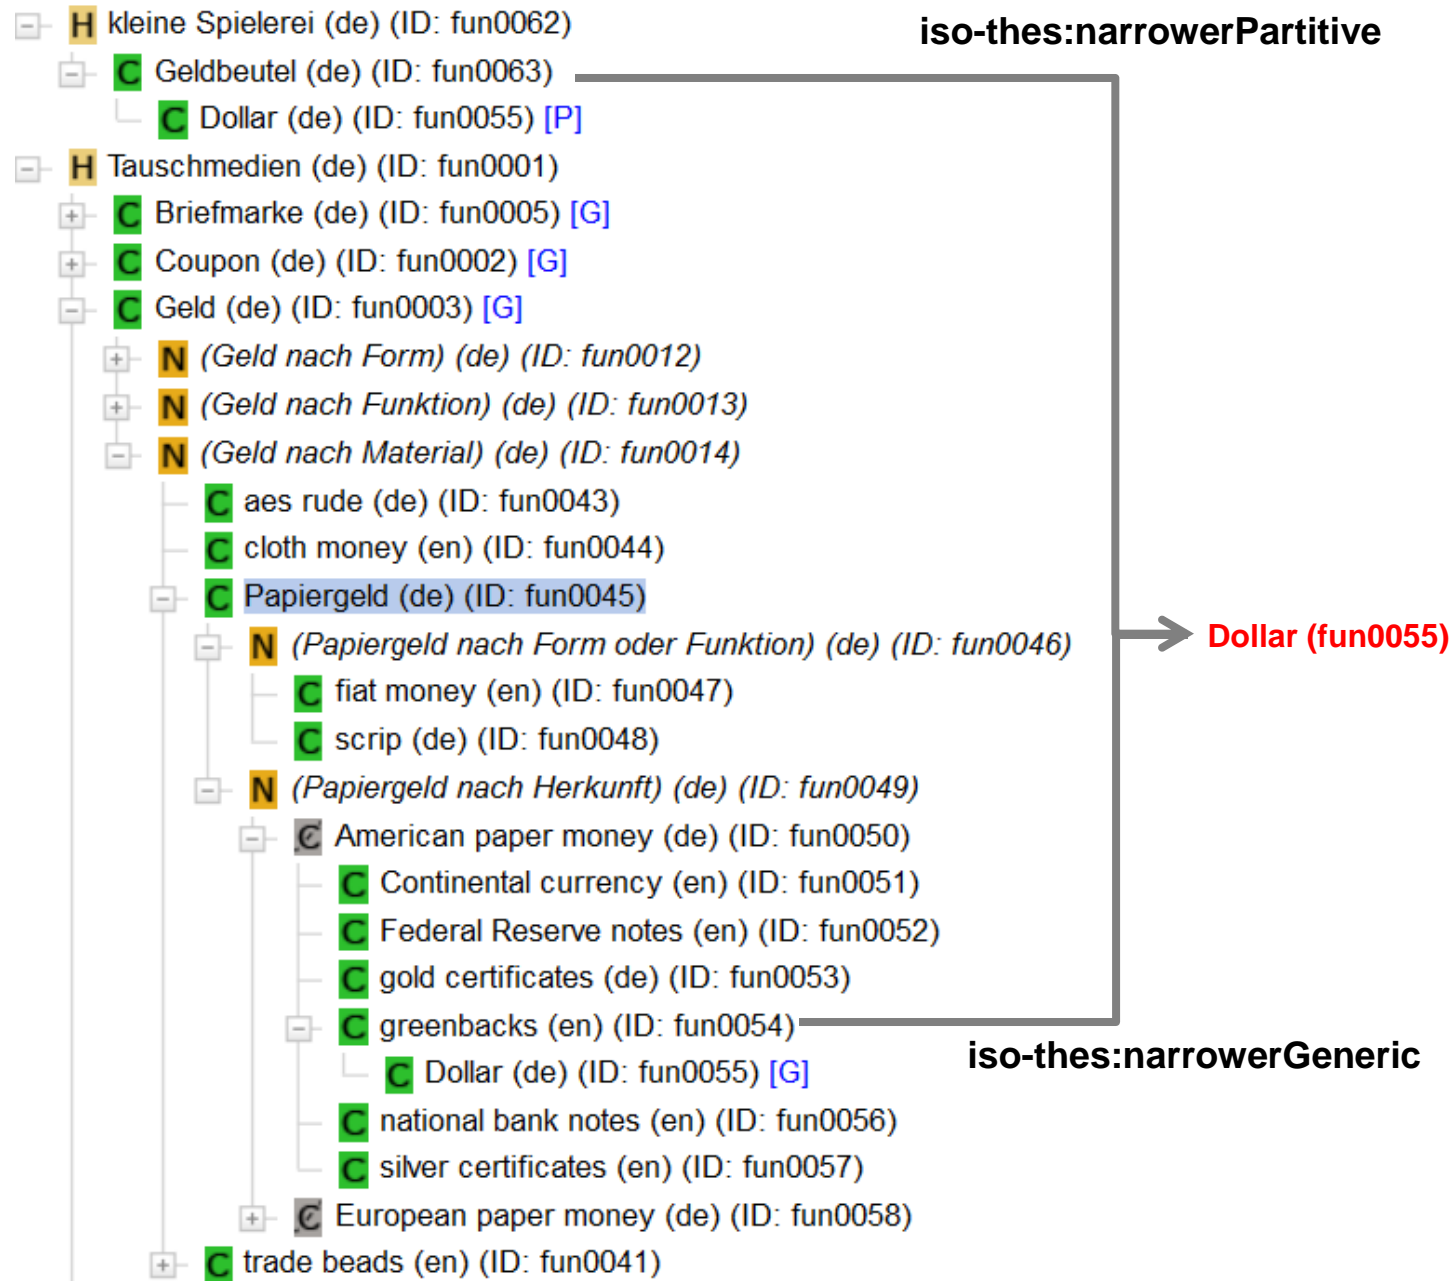 H kleine Spielerei (de) (ID: fun0062)
iso-thes:narrowerPartitive
C Geldbeutel (de) (ID: fun0063)
C Dollar (de) (ID: fun0055) [P]
H Tauschmedien (de) (ID: fun0001)
C Briefmarke (de) (ID: fun0005) [G]
C Coupon (de) (ID: fun0002) [G]
C Geld (de) (ID: fun0003) [G]
N (Geld nach Form) (de) (ID: fun0012)
N (Geld nach Funktion) (de) (ID: fun0013)
N (Geld nach Material) (de) (ID: fun0014)
C aes rude (de) (ID: fun0043)
C cloth money (en) (ID: fun0044)
C Papiergeld (de) (ID: fun0045)
N (Papiergeld nach Form oder Funktion) (de) (ID: fun0046)
Dollar (fun0055)
C fiat money (en) (ID: fun0047)
C scrip (de) (ID: fun0048)
N (Papiergeld nach Herkunft) (de) (ID: fun0049)
C American paper money (de) (ID: fun0050)
C Continental currency (en) (ID: fun0051)
C Federal Reserve notes (en) (ID: fun0052)
C gold certificates (de) (ID: fun0053)
C greenbacks (en) (ID: fun0054)
iso-thes:narrowerGeneric
C Dollar (de) (ID: fun0055) [G]
C national bank notes (en) (ID: fun0056)
C silver certificates (en) (ID: fun0057)
C European paper money (de) (ID: fun0058)
C trade beads (en) (ID: fun0041)